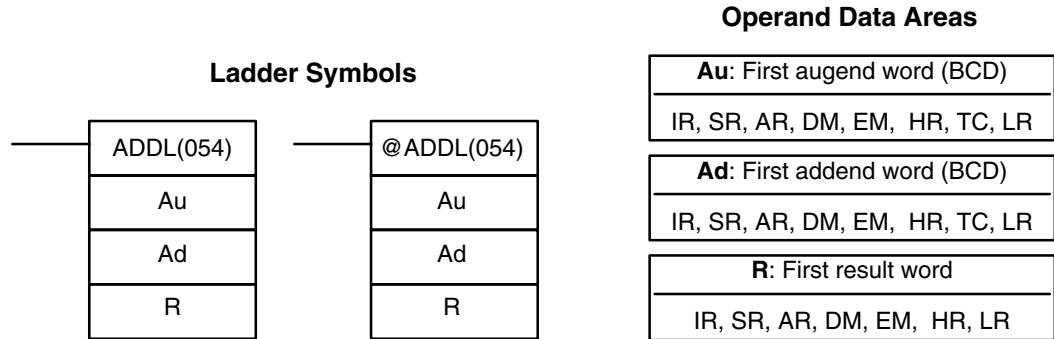 Ladder Symbols
ADDL(054)
Au
Ad
R
@ADDL(054)
Au
Ad
R
Operand Data Areas
Au: First augend word (BCD)
IR, SR, AR, DM, EM, HR, TC, LR
Ad: First addend word (BCD)
IR, SR, AR, DM, EM, HR, TC, LR
R: First result word
IR, SR, AR, DM, EM, HR, LR